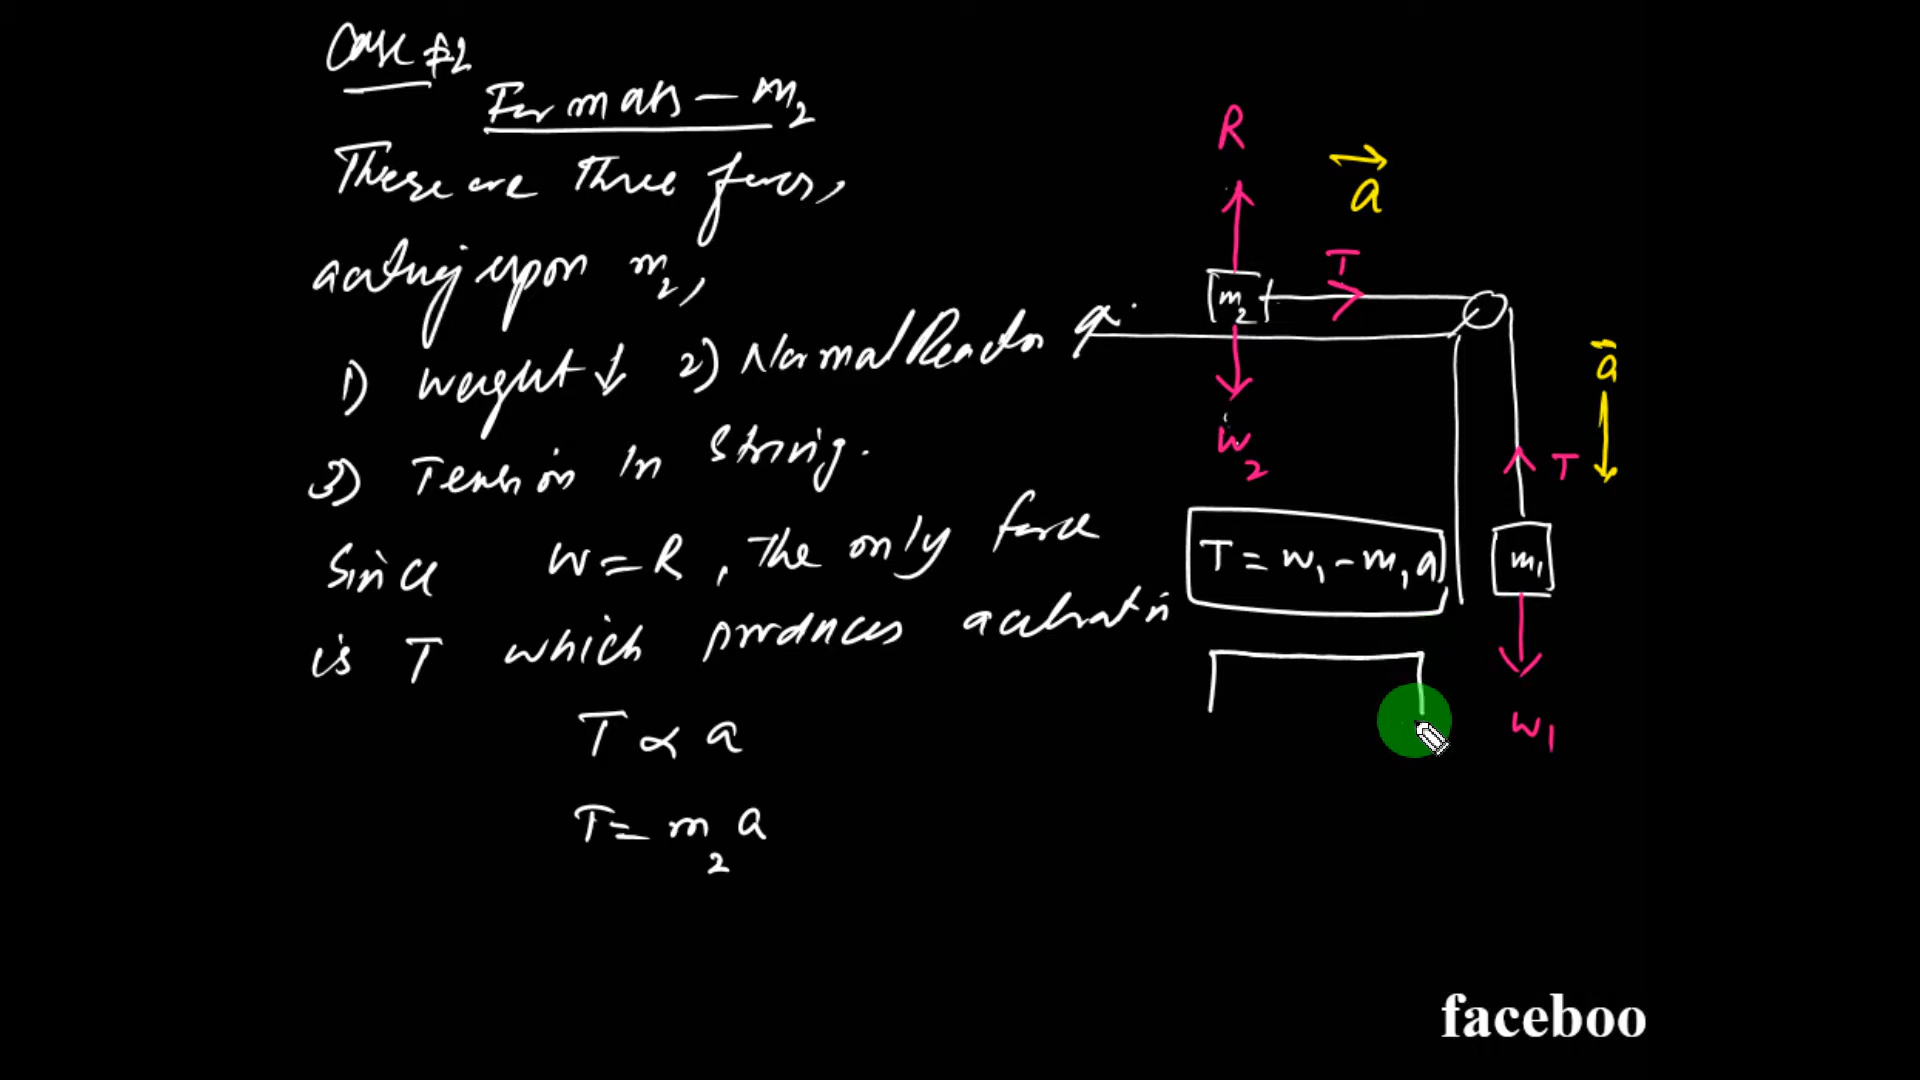 Case #2
For mass - m2
There are three forces,
acting upon m2,
1) weight ↓ 2) Normal Reaction
3) Tension in string.
Since w = R, the only force
is T which produces
T ∝ a
T = m2 a
R
a
T
m2
w2
a
T
T = w1 - m1 a
m1
w1
faceboo